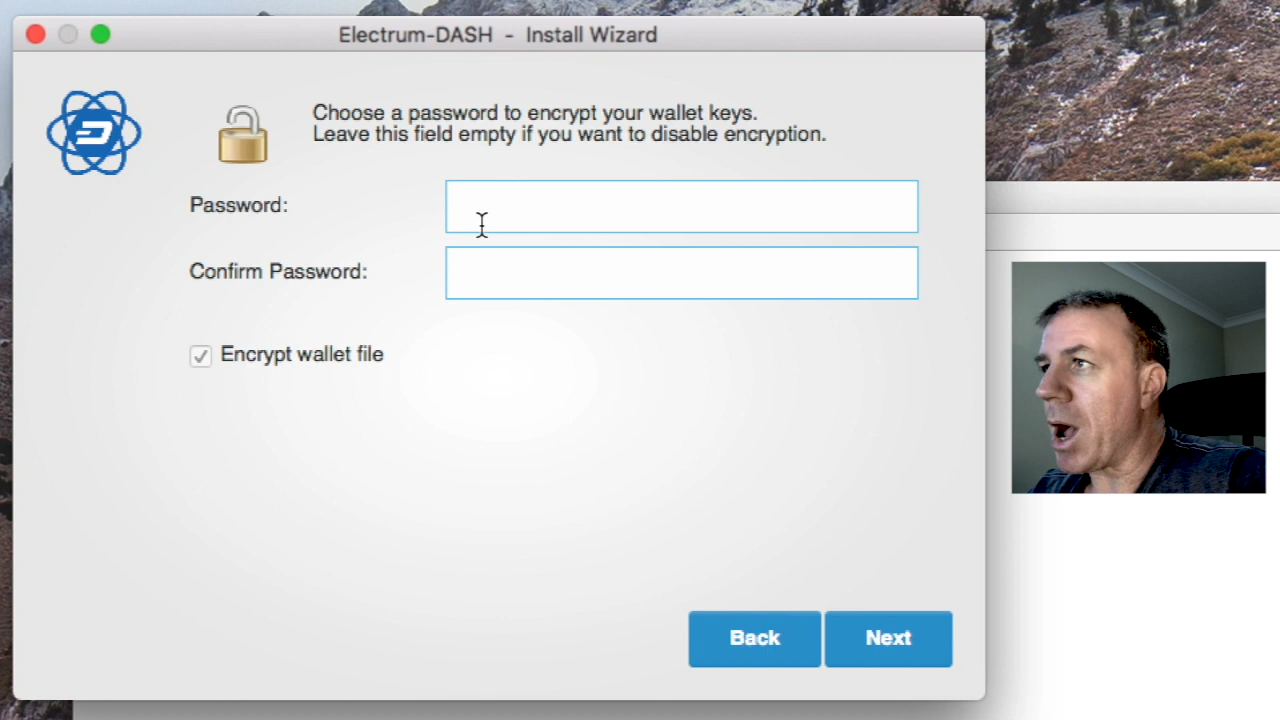 Electrum-DASH - Install Wizard
Choose a password to encrypt your wallet keys.
Leave this field empty if you want to disable encryption.
Password:
Confirm Password:
Encrypt wallet file
Back
Next